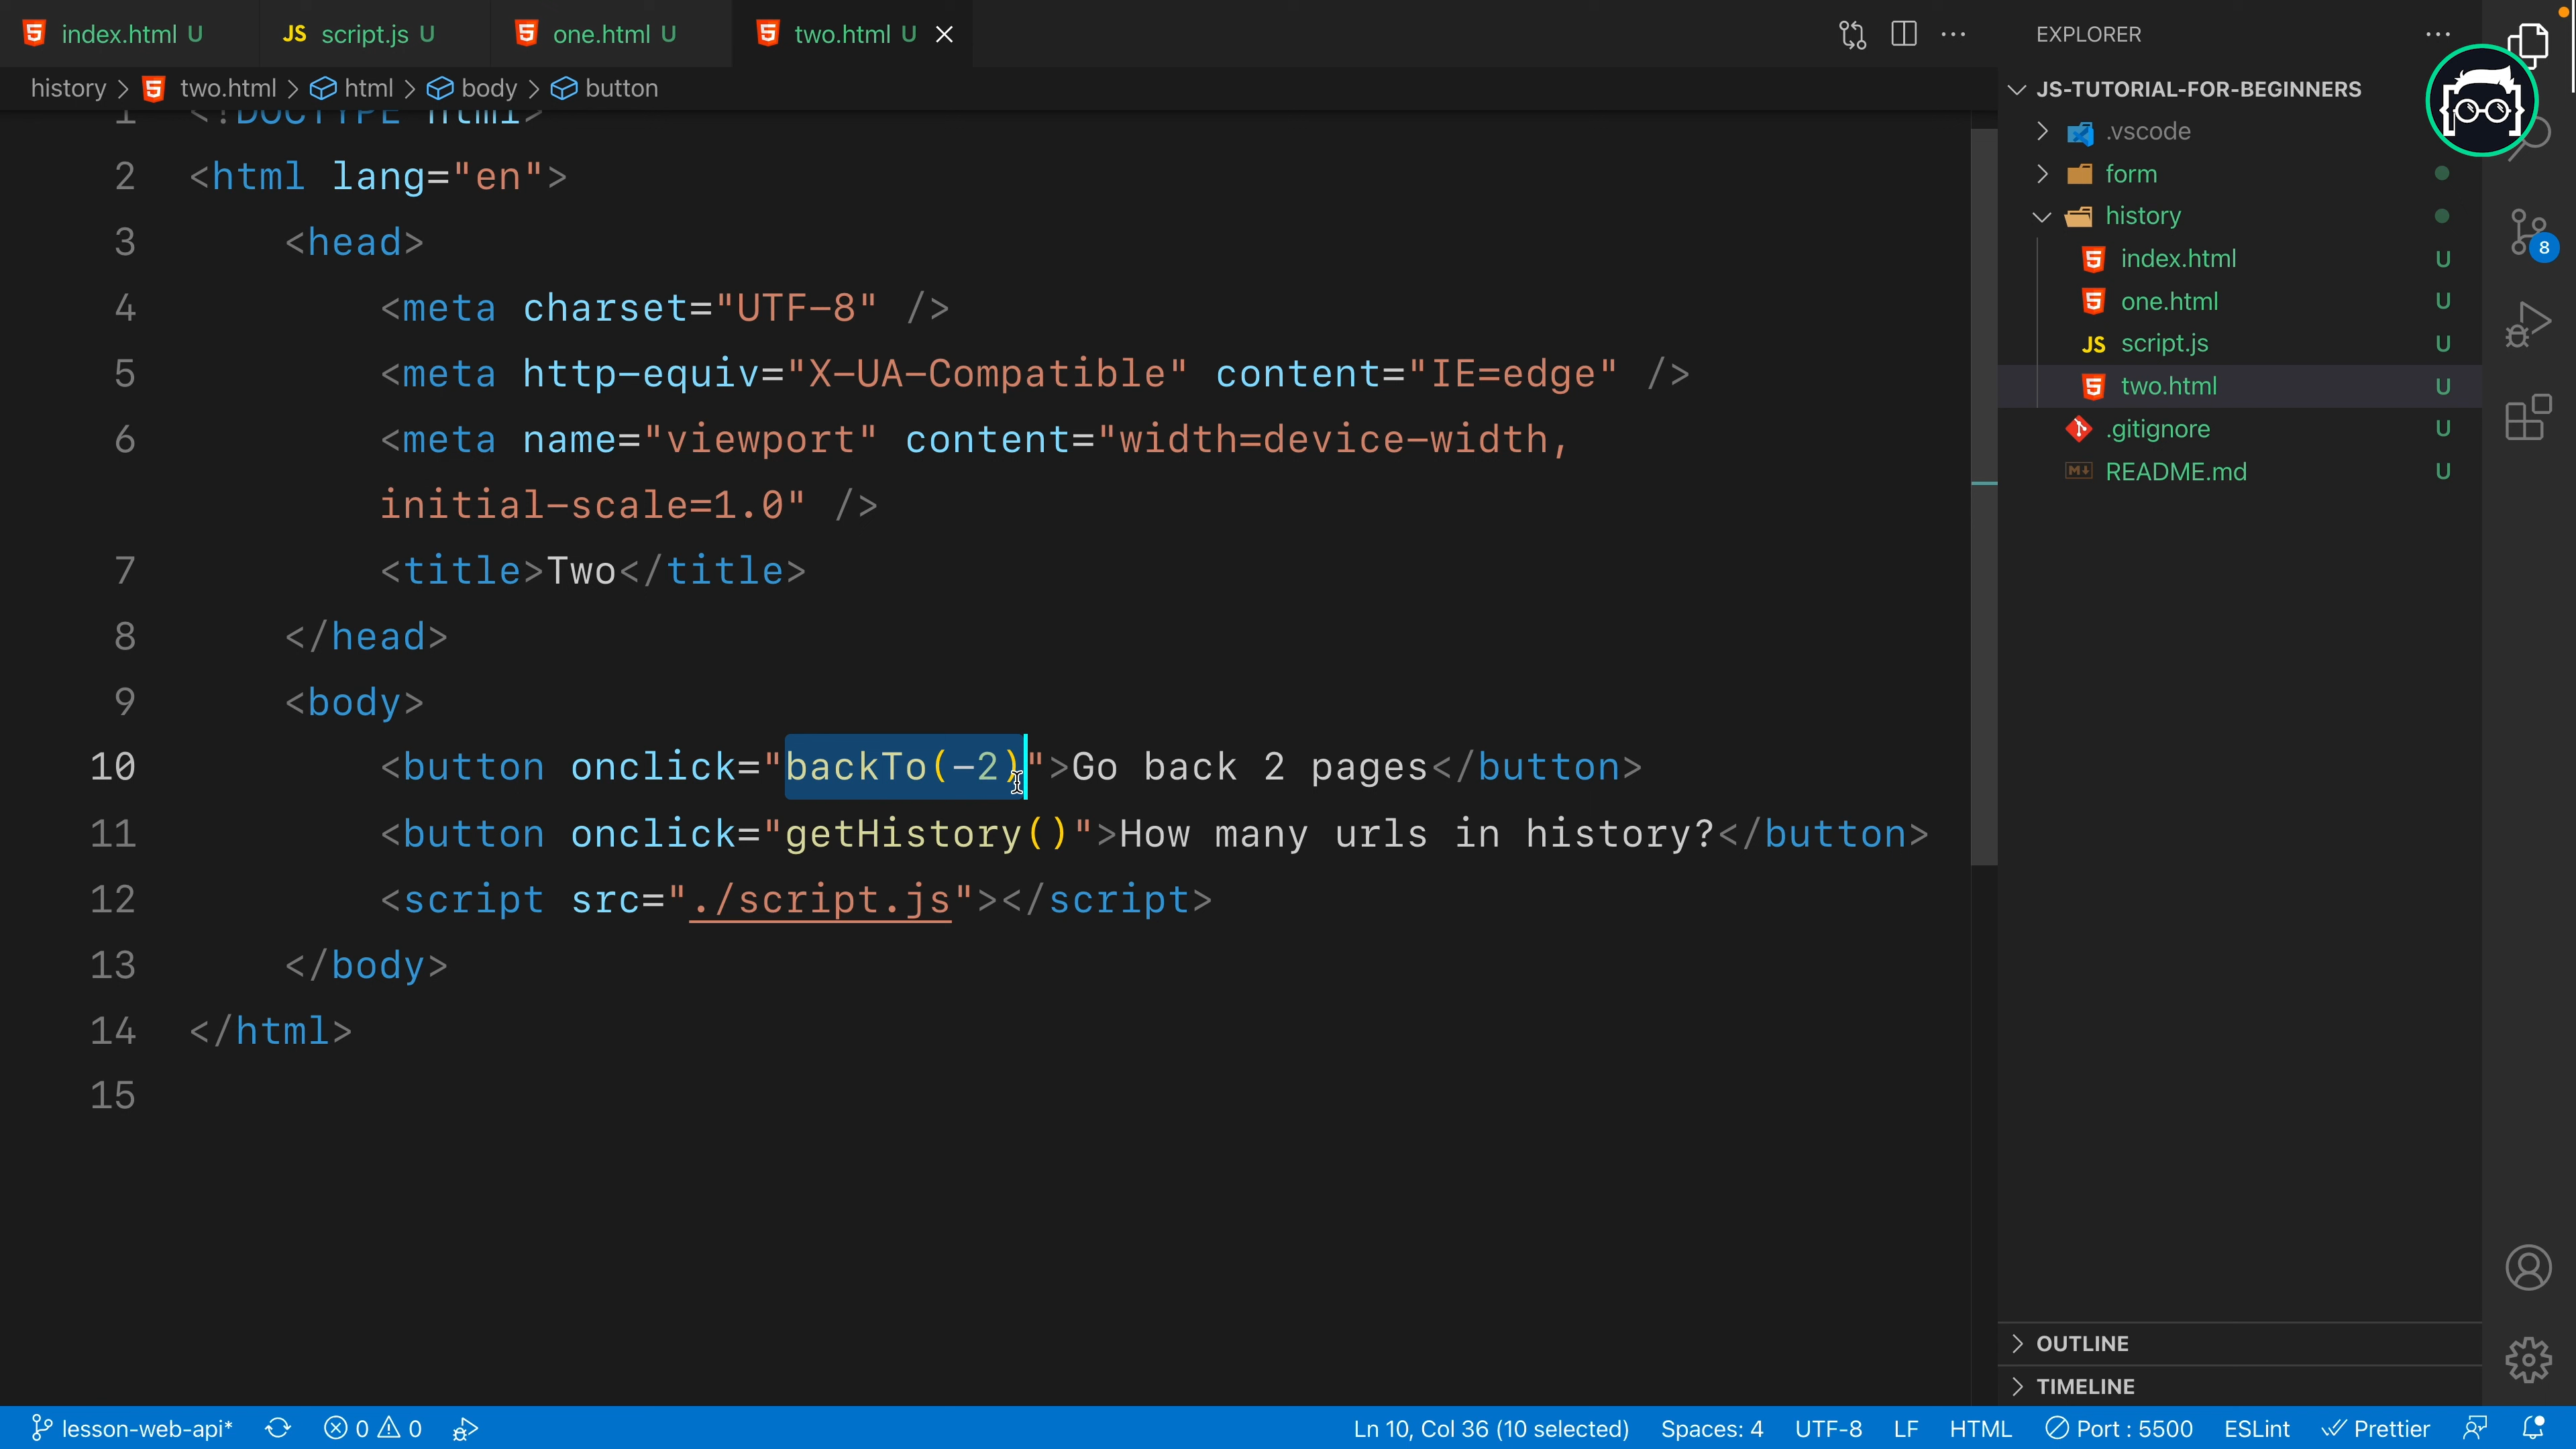 index.html U
script.js U
one.html U
two.html U
EXPLORER
history > two.html > html > body > button
JS-TUTORIAL-FOR-BEGINNERS
.vscode
form
history
index.html U
one.html U
script.js U
two.html U
.gitignore U
README.md U
1 <!DOCTYPE html>
2 <html lang="en">
3 <head>
4 <meta charset="UTF-8" />
5 <meta http-equiv="X-UA-Compatible" content="IE=edge" />
6 <meta name="viewport" content="width=device-width,
initial-scale=1.0" />
7 <title>Two</title>
8 </head>
9 <body>
10 <button onclick="backTo(-2)">Go back 2 pages</button>
11 <button onclick="getHistory()">How many urls in history?</button>
12 <script src="./script.js"></script>
13 </body>
14 </html>
15
8
OUTLINE
TIMELINE
lesson-web-api* 0 0 Ln 10, Col 36 (10 selected) Spaces: 4 UTF-8 LF HTML Port : 5500 ESLint Prettier